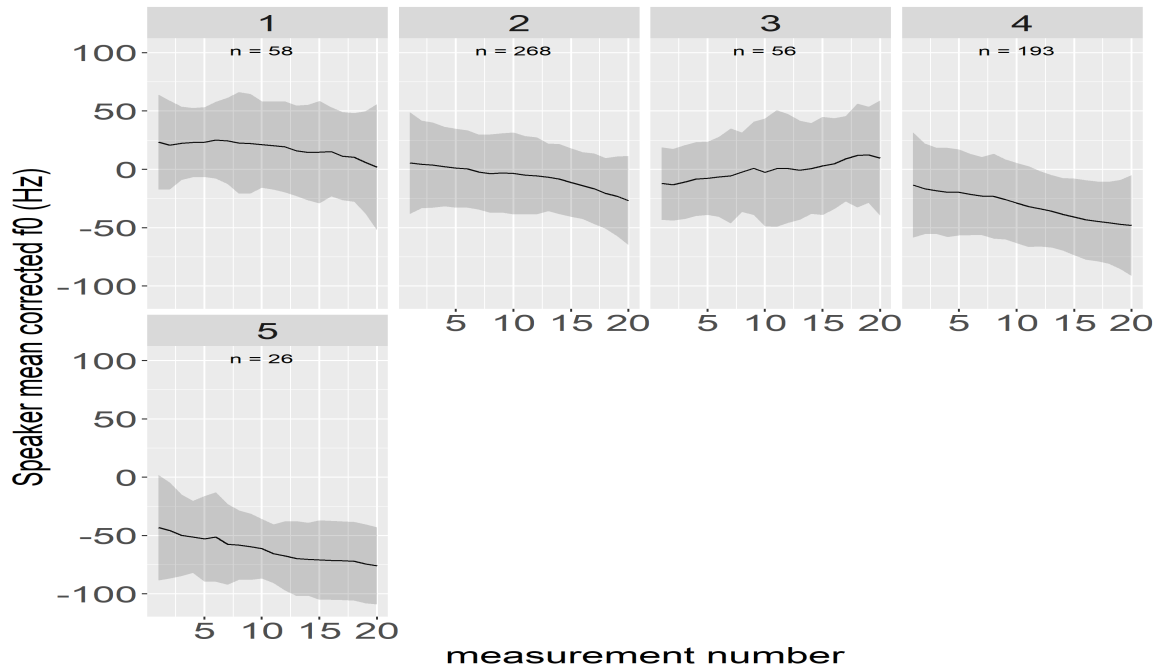 1 2 3 4
n = 58 n = 268 n = 56 n = 193
100
50
0
-50
-100
5 10 15 20 5 10 15 20 5 10 15 20
5
n = 26
100
50
0
-50
-100
5 10 15 20
Speaker mean corrected f0 (Hz)
measurement number